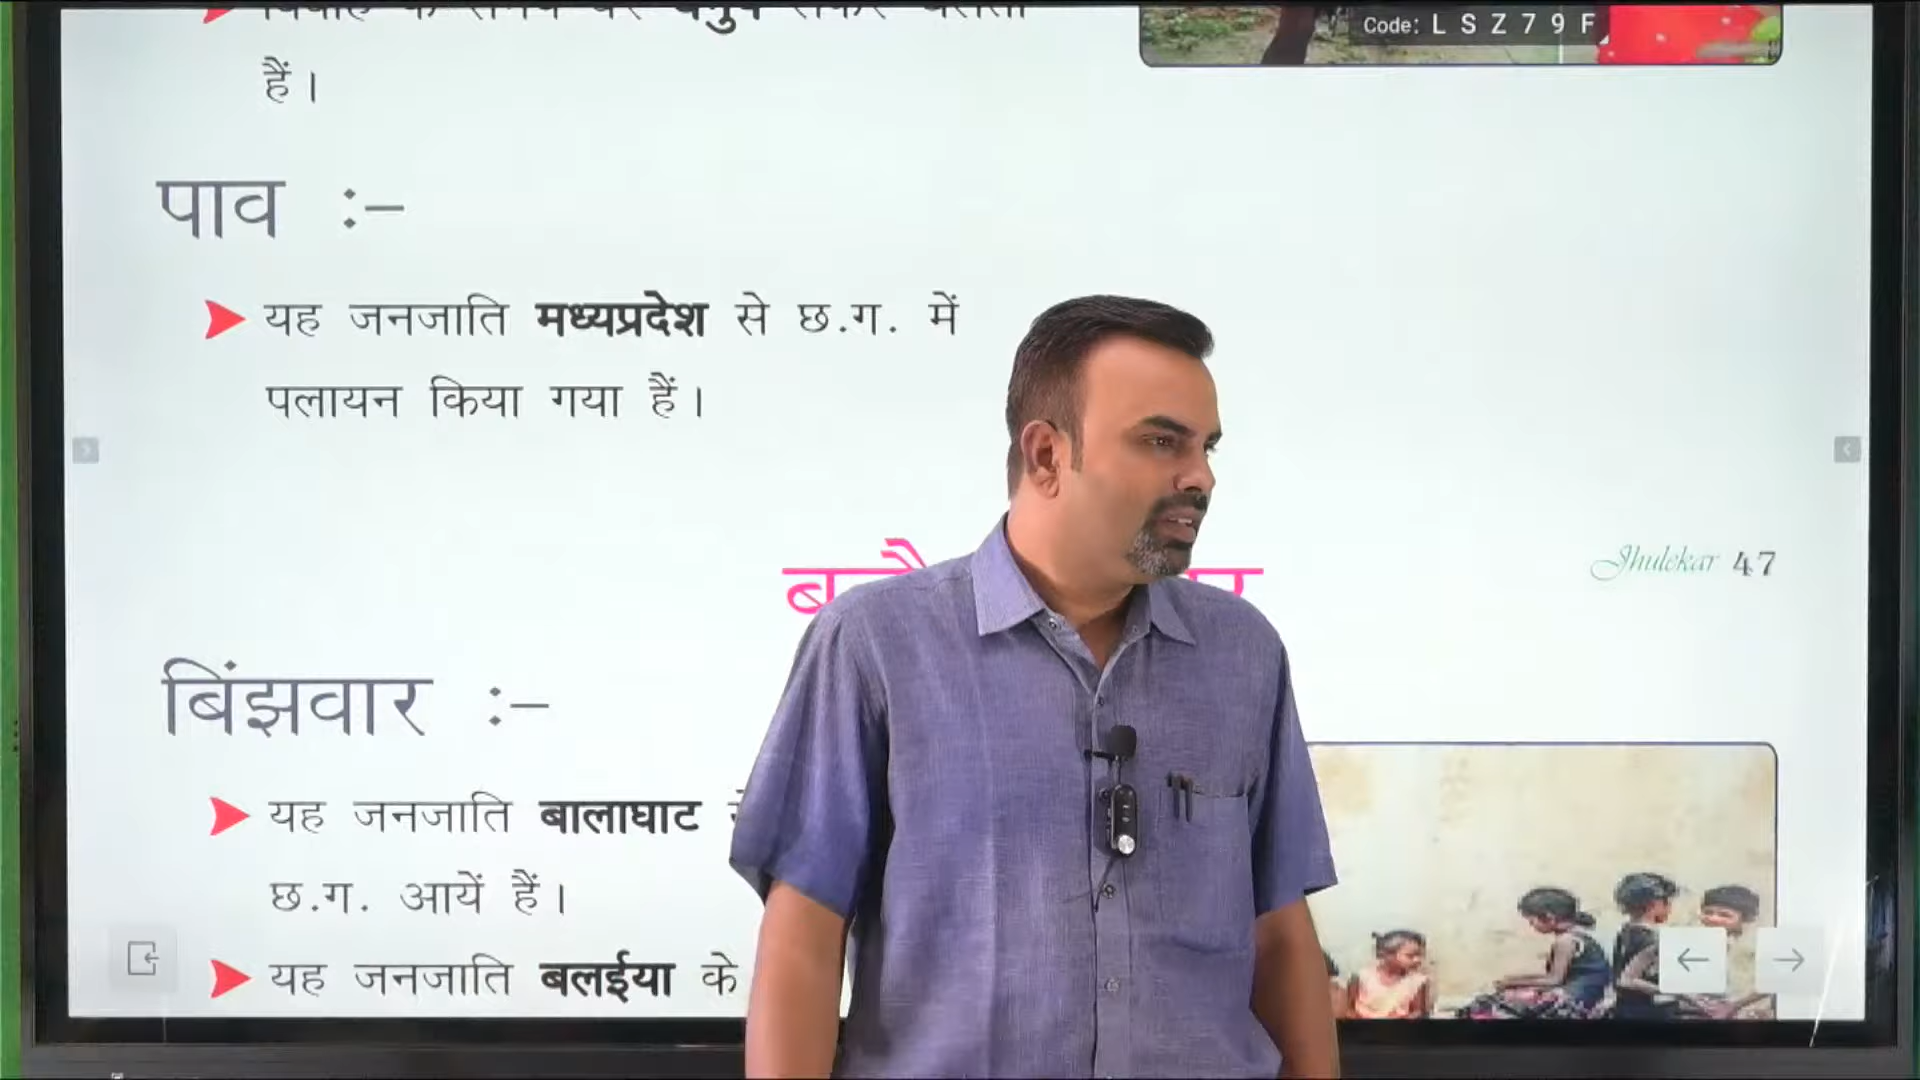 Code: L S Z 7 9 F
हैं।
पाव :–
➤ यह जनजाति मध्यप्रदेश से छ.ग. में
पलायन किया गया हैं।
Jhulekar 47
बिंझवार :–
➤ यह जनजाति बालाघाट
छ.ग. आयें हैं।
➤ यह जनजाति बलईया के